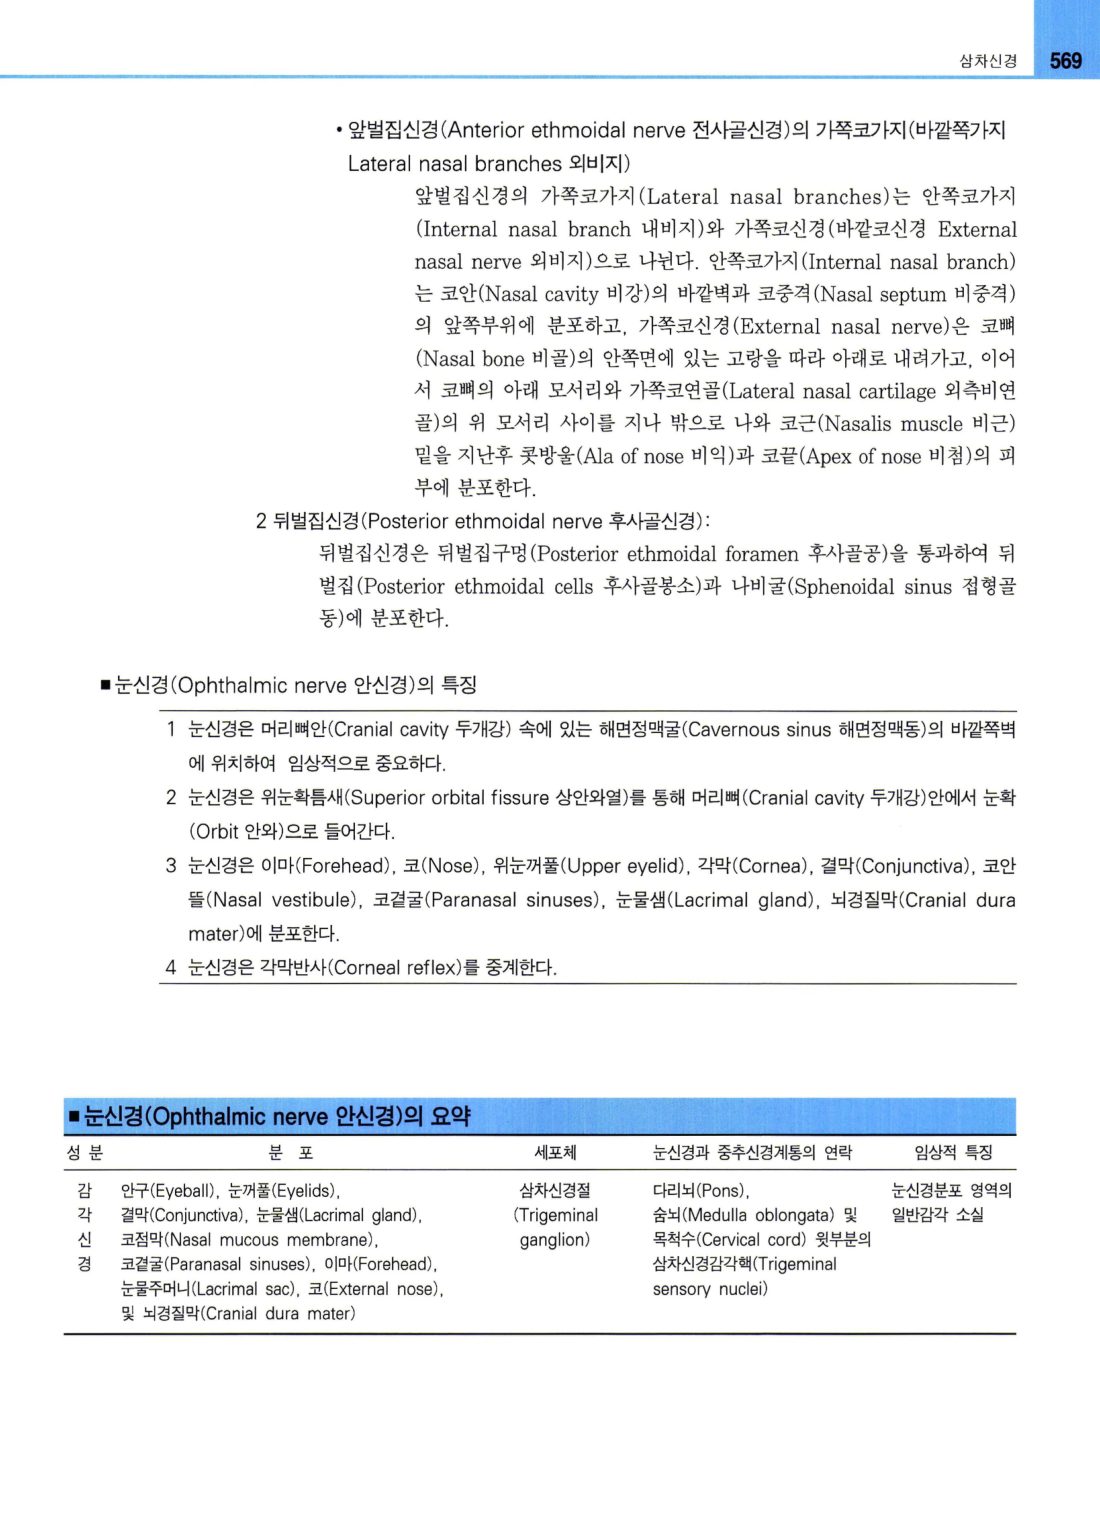 삼차신경 569
• 앞벌집신경(Anterior ethmoidal nerve 전사골신경)의 가쪽코가지(바깥쪽가지
Lateral nasal branches 외비지)
앞벌집신경의 가쪽코가지(Lateral nasal branches)는 안쪽코가지
(Internal nasal branch 내비지)와 가쪽코신경(바깥코신경 External
nasal nerve 외비지)으로 나뉜다. 안쪽코가지(Internal nasal branch)
는 코안(Nasal cavity 비강)의 바깥벽과 코중격(Nasal septum 비중격)
의 앞쪽부위에 분포하고, 가쪽코신경(External nasal nerve)은 코뼈
(Nasal bone 비골)의 안쪽면에 있는 고랑을 따라 아래로 내려가고, 이어
서 코뼈의 아래 모서리와 가쪽코연골(Lateral nasal cartilage 외측비연
골)의 위 모서리 사이를 지나 밖으로 나와 코근(Nasalis muscle 비근)
밑을 지난후 콧방울(Ala of nose 비익)과 코끝(Apex of nose 비첨)의 피
부에 분포한다.
2 뒤벌집신경(Posterior ethmoidal nerve 후사골신경):
뒤벌집신경은 뒤벌집구멍(Posterior ethmoidal foramen 후사골공)을 통과하여 뒤
벌집(Posterior ethmoidal cells 후사골봉소)과 나비굴(Sphenoidal sinus 접형골
동)에 분포한다.
■ 눈신경(Ophthalmic nerve 안신경)의 특징
1 눈신경은 머리뼈안(Cranial cavity 두개강) 속에 있는 해면정맥굴(Cavernous sinus 해면정맥동)의 바깥쪽벽
에 위치하여 임상적으로 중요하다.
2 눈신경은 위눈확틈새(Superior orbital fissure 상안와열)를 통해 머리뼈(Cranial cavity 두개강)안에서 눈확
(Orbit 안와)으로 들어간다.
3 눈신경은 이마(Forehead), 코(Nose), 위눈꺼풀(Upper eyelid), 각막(Cornea), 결막(Conjunctiva), 코안
뜰(Nasal vestibule), 코곁굴(Paranasal sinuses), 눈물샘(Lacrimal gland), 뇌경질막(Cranial dura
mater)에 분포한다.
4 눈신경은 각막반사(Corneal reflex)를 중계한다.
■ 눈신경(Ophthalmic nerve 안신경)의 요약
성 분 분 포 세포체 눈신경과 중추신경계통의 연락 임상적 특징
감 안구(Eyeball), 눈꺼풀(Eyelids), 삼차신경절 다리뇌(Pons), 눈신경분포 영역의
각 결막(Conjunctiva), 눈물샘(Lacrimal gland), (Trigeminal 숨뇌(Medulla oblongata) 및 일반감각 소실
신 코점막(Nasal mucous membrane), ganglion) 목척수(Cervical cord) 윗부분의
경 코곁굴(Paranasal sinuses), 이마(Forehead), 삼차신경감각핵(Trigeminal
눈물주머니(Lacrimal sac), 코(External nose), sensory nuclei)
및 뇌경질막(Cranial dura mater)